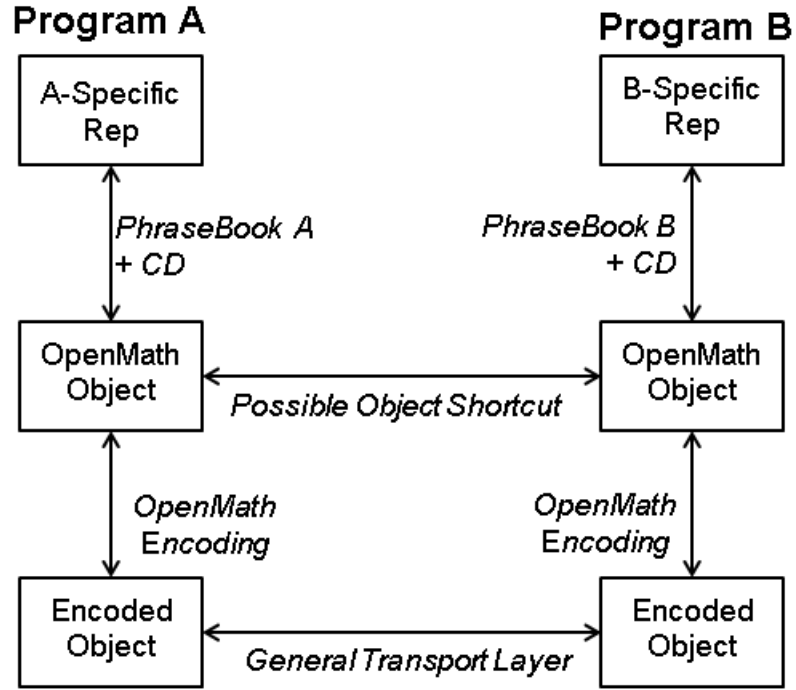 Program A
Program B
A-Specific
Rep
B-Specific
Rep
PhraseBook A
+ CD
PhraseBook B
+ CD
OpenMath
Object
OpenMath
Object
Possible Object Shortcut
OpenMath
Encoding
OpenMath
Encoding
Encoded
Object
Encoded
Object
General Transport Layer